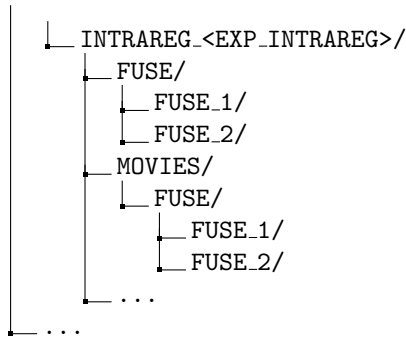 INTRAREG_<EXP_INTRAREG>/
FUSE/
FUSE_1/
FUSE_2/
MOVIES/
FUSE/
FUSE_1/
FUSE_2/
...
...